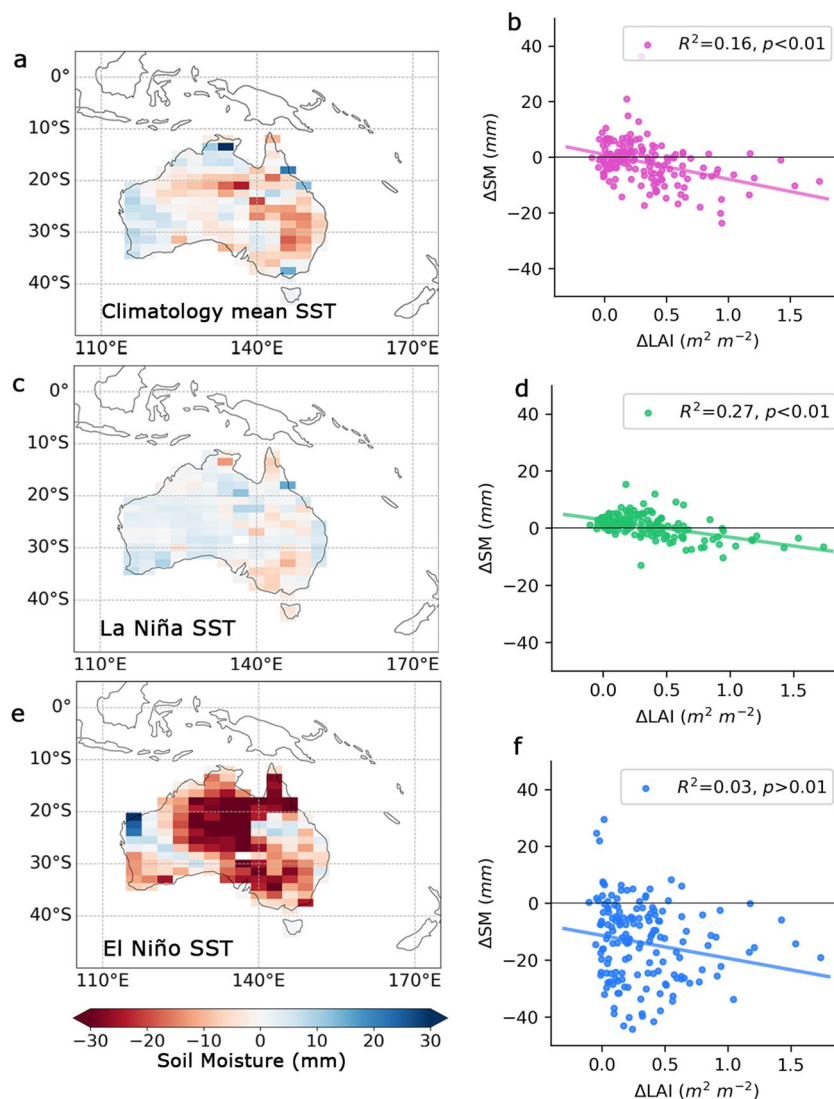 a
0°
10°S
20°S
30°S
40°S
Climatology mean SST
110°E 140°E 170°E
b
R²=0.16, p<0.01
40
20
0
−20
−40
ΔSM (mm)
0.0 0.5 1.0 1.5
ΔLAI (m² m⁻²)
c
0°
10°S
20°S
30°S
40°S
La Niña SST
110°E 140°E 170°E
d
R²=0.27, p<0.01
40
20
0
−20
−40
ΔSM (mm)
0.0 0.5 1.0 1.5
ΔLAI (m² m⁻²)
e
0°
10°S
20°S
30°S
40°S
El Niño SST
110°E 140°E 170°E
−30 −20 −10 0 10 20 30
Soil Moisture (mm)
f
R²=0.03, p>0.01
40
20
0
−20
−40
ΔSM (mm)
0.0 0.5 1.0 1.5
ΔLAI (m² m⁻²)